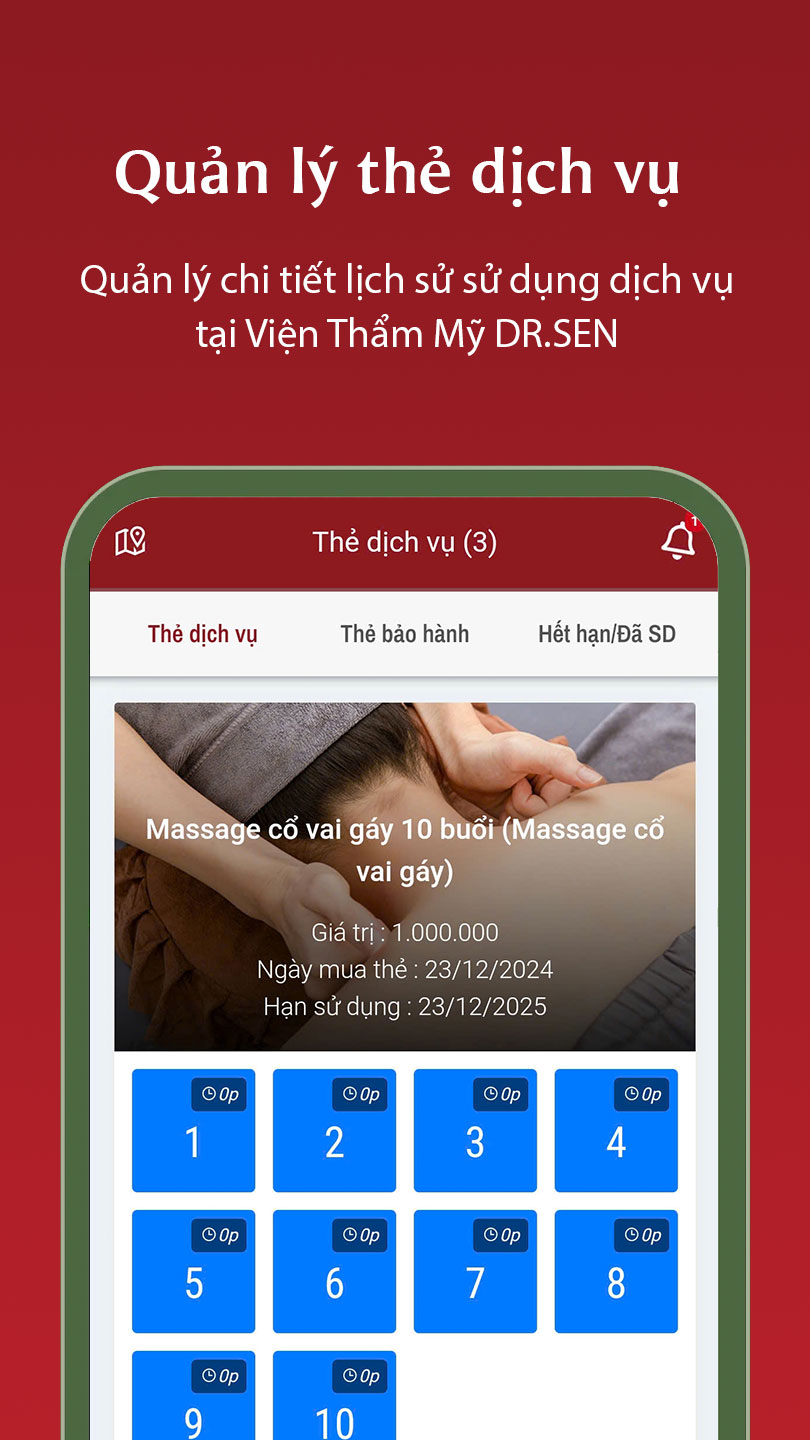 Quản lý thẻ dịch vụ
Quản lý chi tiết lịch sử sử dụng dịch vụ
tại Viện Thẩm Mỹ DR.SEN
Thẻ dịch vụ (3)
1
Thẻ dịch vụ
Thẻ bảo hành
Hết hạn/Đã SD
Massage cổ vai gáy 10 buổi (Massage cổ
vai gáy)
Giá trị : 1.000.000
Ngày mua thẻ : 23/12/2024
Hạn sử dụng : 23/12/2025
0p
1
0p
2
0p
3
0p
4
0p
5
0p
6
0p
7
0p
8
0p
9
0p
10